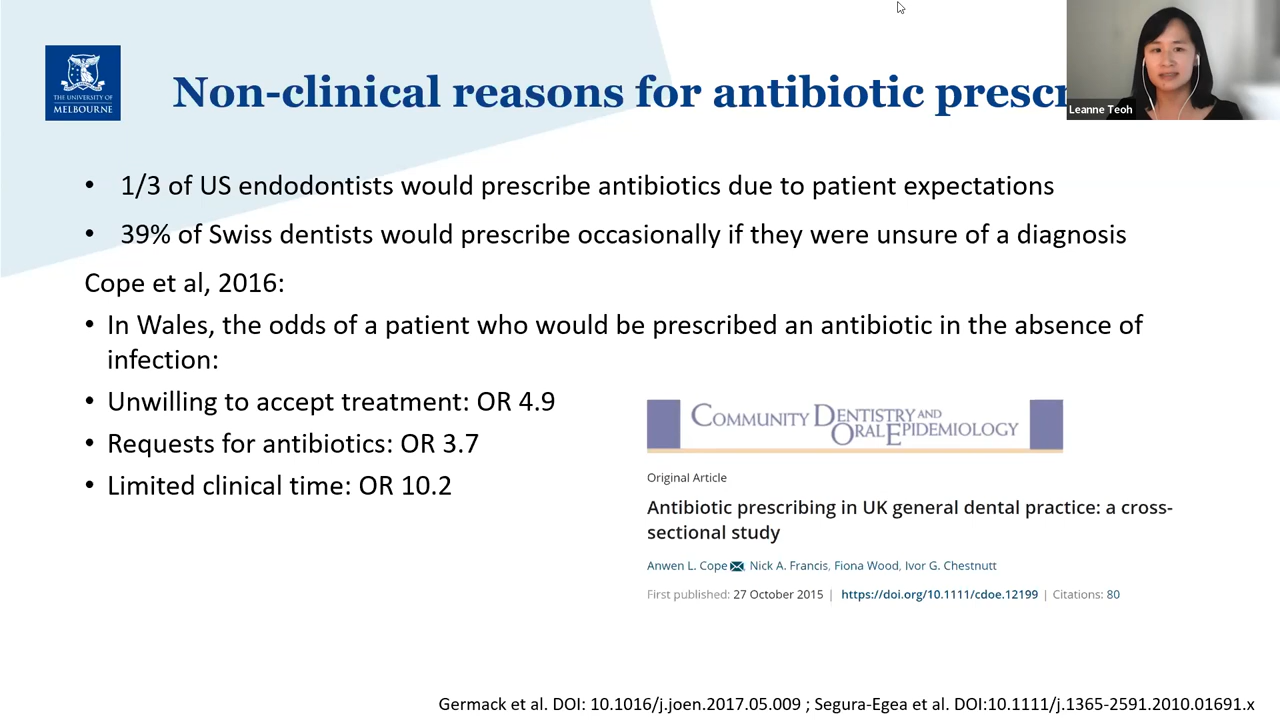 THE UNIVERSITY OF
MELBOURNE
Non-clinical reasons for antibiotic prescr
Leanne Teoh
• 1/3 of US endodontists would prescribe antibiotics due to patient expectations
• 39% of Swiss dentists would prescribe occasionally if they were unsure of a diagnosis
Cope et al, 2016:
• In Wales, the odds of a patient who would be prescribed an antibiotic in the absence of
infection:
• Unwilling to accept treatment: OR 4.9
• Requests for antibiotics: OR 3.7
• Limited clinical time: OR 10.2
COMMUNITY DENTISTRY AND
ORAL EPIDEMIOLOGY
Original Article
Antibiotic prescribing in UK general dental practice: a cross-
sectional study
Anwen L. Cope, Nick A. Francis, Fiona Wood, Ivor G. Chestnutt
First published: 27 October 2015 | https://doi.org/10.1111/cdoe.12199 | Citations: 80
Germack et al. DOI: 10.1016/j.joen.2017.05.009 ; Segura-Egea et al. DOI:10.1111/j.1365-2591.2010.01691.x